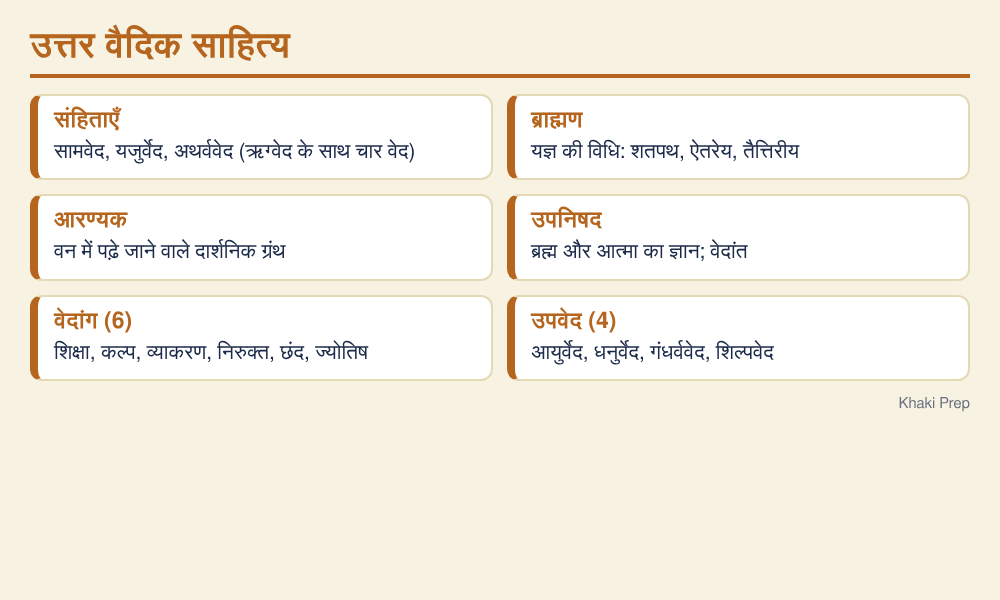 उत्तर वैदिक साहित्य
संहिताएँ
सामवेद, यजुर्वेद, अथर्ववेद (ऋग्वेद के साथ चार वेद)
ब्राह्मण
यज्ञ की विधि: शतपथ, ऐतरेय, तैत्तिरीय
आरण्यक
वन में पढ़े जाने वाले दार्शनिक ग्रंथ
उपनिषद
ब्रह्म और आत्मा का ज्ञान; वेदांत
वेदांग (6)
शिक्षा, कल्प, व्याकरण, निरुक्त, छंद, ज्योतिष
उपवेद (4)
आयुर्वेद, धनुर्वेद, गंधर्ववेद, शिल्पवेद
Khaki Prep